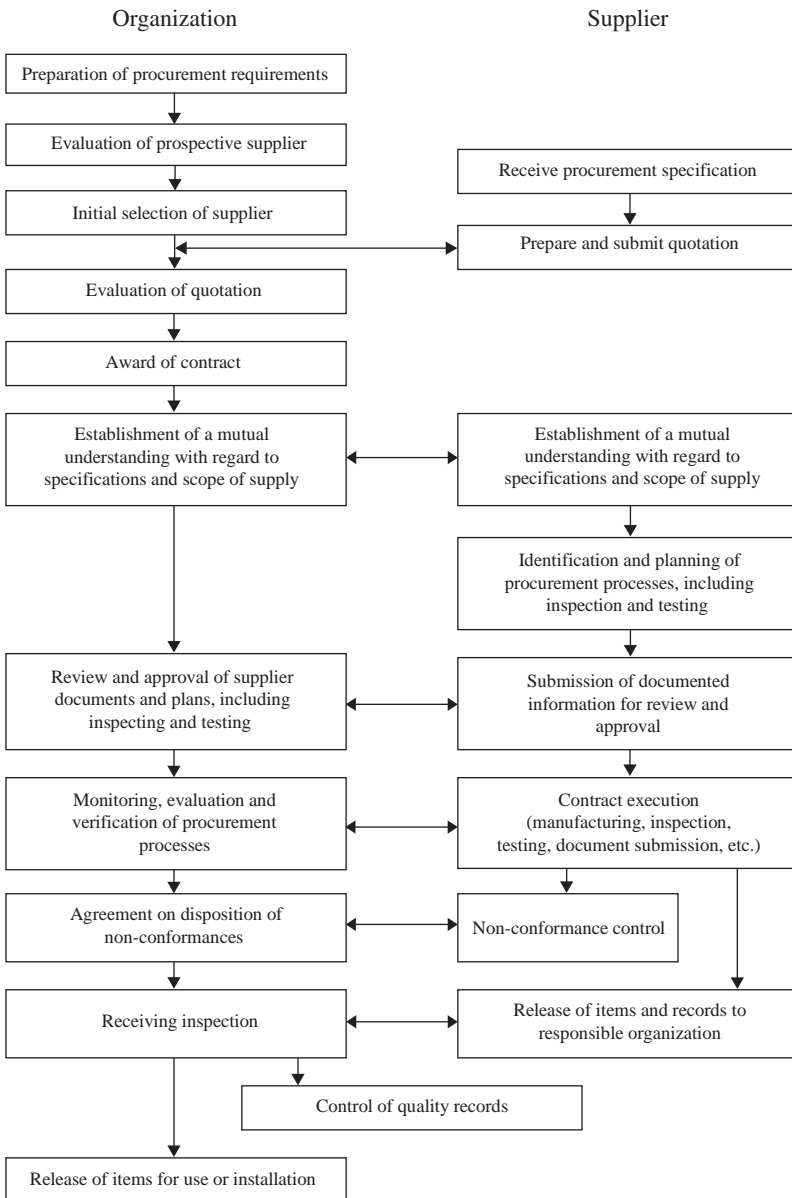 Organization
Supplier
Preparation of procurement requirements
Evaluation of prospective supplier
Receive procurement specification
Initial selection of supplier
Prepare and submit quotation
Evaluation of quotation
Award of contract
Establishment of a mutual
understanding with regard to
specifications and scope of supply
Establishment of a mutual
understanding with regard to
specifications and scope of supply
Identification and planning of
procurement processes, including
inspection and testing
Review and approval of supplier
documents and plans, including
inspecting and testing
Submission of documented
information for review and
approval
Monitoring, evaluation and
verification of procurement
processes
Contract execution
(manufacturing, inspection,
testing, document submission, etc.)
Agreement on disposition of
non-conformances
Non-conformance control
Receiving inspection
Release of items and records to
responsible organization
Control of quality records
Release of items for use or installation